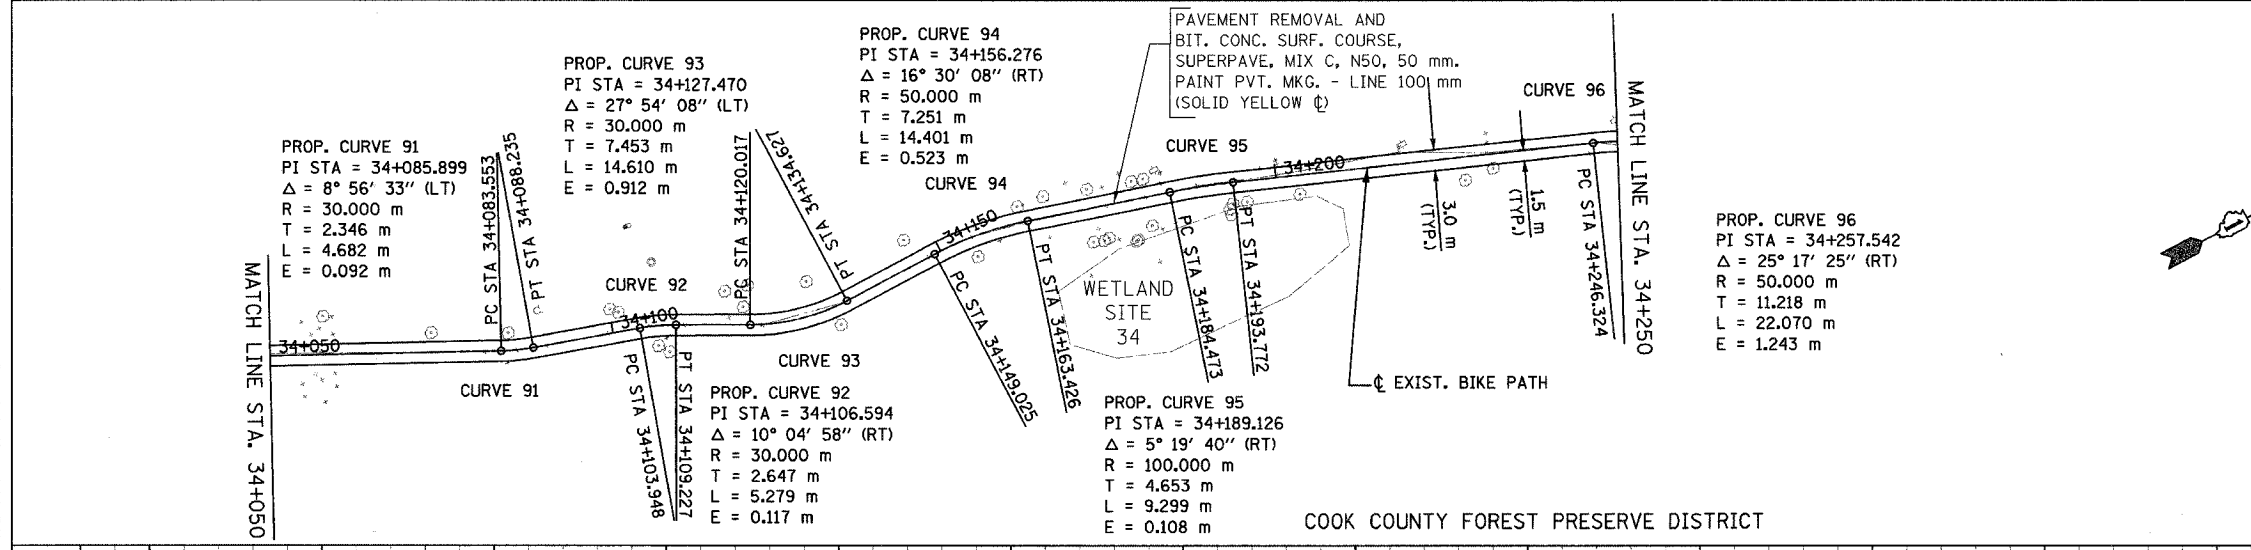 PROP. CURVE 91
PI STA = 34+085.899
Δ = 8° 56' 33" (LT)
R = 30.000 m
T = 2.346 m
L = 4.682 m
E = 0.092 m
PROP. CURVE 93
PI STA = 34+127.470
Δ = 27° 54' 08" (LT)
R = 30.000 m
T = 7.453 m
L = 14.610 m
E = 0.912 m
PROP. CURVE 94
PI STA = 34+156.276
Δ = 16° 30' 08" (RT)
R = 50.000 m
T = 7.251 m
L = 14.401 m
E = 0.523 m
PAVEMENT REMOVAL AND
BIT. CONC. SURF. COURSE,
SUPERPAVE, MIX C, N50, 50 mm.
PAINT PVT. MKG. - LINE 100 mm
(SOLID YELLOW ℄)
CURVE 96
CURVE 95
CURVE 94
CURVE 92
CURVE 93
CURVE 91
MATCH LINE STA. 34+050
34+050
PC STA 34+083.553
PT STA 34+088.235
34+100
PC STA 34+103.948
PT STA 34+109.227
PC STA 34+120.017
PT STA 34+134.627
34+150
PC STA 34+149.025
PT STA 34+163.426
WETLAND
SITE
34
PC STA 34+184.473
PT STA 34+193.772
34+200
3.0 m
(TYP.)
1.5 m
(TYP.)
PC STA 34+246.324
MATCH LINE STA. 34+250
℄ EXIST. BIKE PATH
PROP. CURVE 92
PI STA = 34+106.594
Δ = 10° 04' 58" (RT)
R = 30.000 m
T = 2.647 m
L = 5.279 m
E = 0.117 m
PROP. CURVE 95
PI STA = 34+189.126
Δ = 5° 19' 40" (RT)
R = 100.000 m
T = 4.653 m
L = 9.299 m
E = 0.108 m
PROP. CURVE 96
PI STA = 34+257.542
Δ = 25° 17' 25" (RT)
R = 50.000 m
T = 11.218 m
L = 22.070 m
E = 1.243 m
COOK COUNTY FOREST PRESERVE DISTRICT